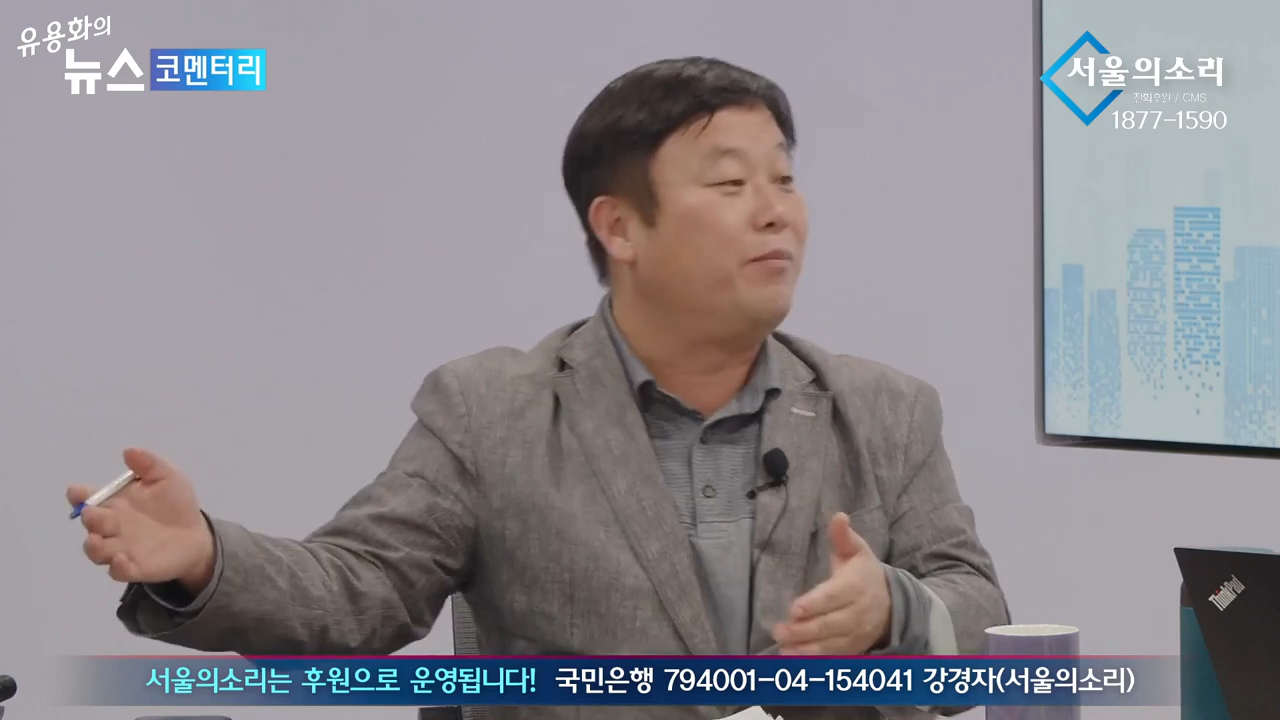 유용화의
뉴스 코멘터리
서울의소리
전화후원 / CMS
1877-1590
ThinkPad
서울의소리는 후원으로 운영됩니다! 국민은행 794001-04-154041 강경자(서울의소리)